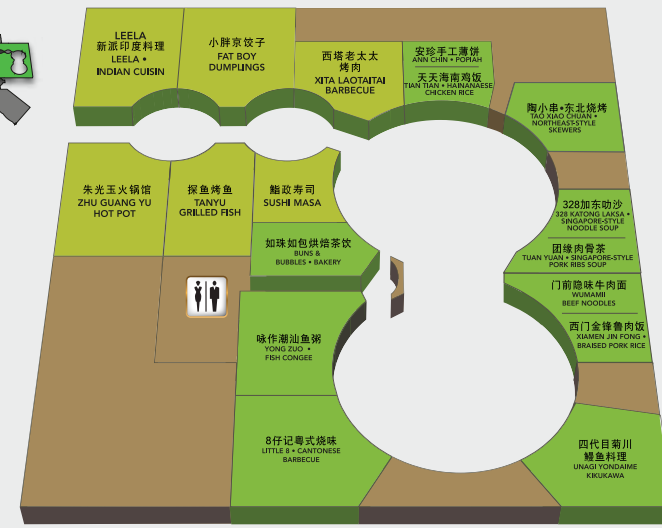 LEELA
新派印度料理
LEELA •
INDIAN CUISIN
小胖京饺子
FAT BOY
DUMPLINGS
西塔老太太
烤肉
XITA LAOTAITAI
BARBECUE
安珍手工薄饼
ANN CHIN • POPIAH
天天海南鸡饭
TIAN TIAN • HAINANAESE
CHICKEN RICE
陶小串•东北烧烤
TAO XIAO CHUAN •
NORTHEAST-STYLE
SKEWERS
朱光玉火锅馆
ZHU GUANG YU
HOT POT
探鱼烤鱼
TANYU
GRILLED FISH
鮨政寿司
SUSHI MASA
328加东叻沙
328 KATONG LAKSA •
SINGAPORE-STYLE
NOODLE SOUP
如珠如包烘焙茶饮
BUNS &
BUBBLES • BAKERY
团缘肉骨茶
TUAN YUAN • SINGAPORE-STYLE
PORK RIBS SOUP
门前隐味牛肉面
WUMAMII
BEEF NOODLES
西门金锋鲁肉饭
XIAMEN JIN FONG •
BRAISED PORK RICE
咏作潮汕鱼粥
YONG ZUO •
FISH CONGEE
8仔记粤式烧味
LITTLE 8 • CANTONESE
BARBECUE
四代目菊川
鳗鱼料理
UNAGI YONDAIME
KIKUKAWA